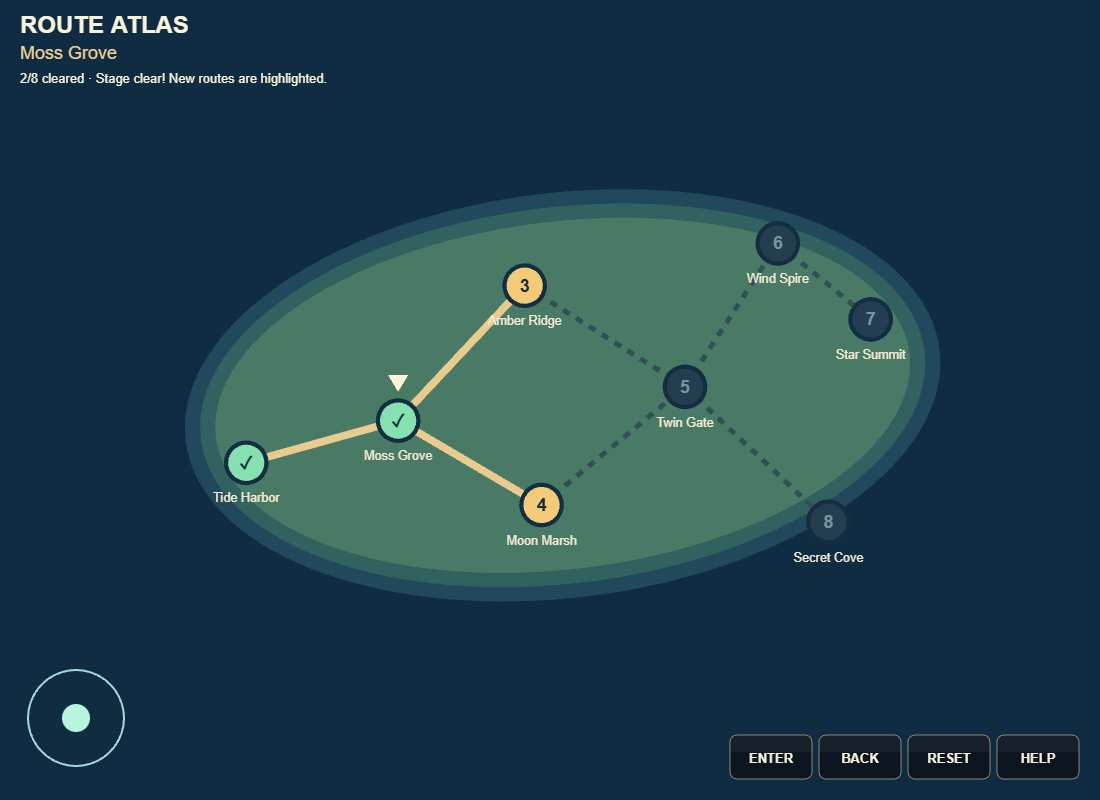 ROUTE ATLAS
Moss Grove
2/8 cleared · Stage clear! New routes are highlighted.
6
Wind Spire
3
Amber Ridge
7
Star Summit
5
Twin Gate
✓
Moss Grove
✓
Tide Harbor
4
Moon Marsh
8
Secret Cove
ENTER BACK RESET HELP